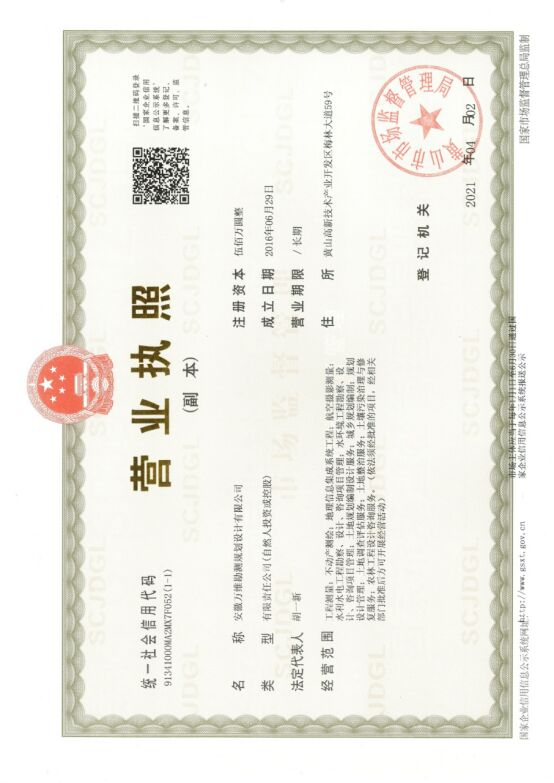 营业执照
(副 本)
统一社会信用代码
91341000MA2MX7F052(1-1)
扫描二维码登录
"国家企业信用
信息公示系统"
了解更多登记、
备案、许可、监
管信息。
名 称 安徽万维勘测规划设计有限公司
类 型 有限责任公司(自然人投资或控股)
法定代表人 胡一新
经营范围 工程测量；不动产测绘；地理信息集成系统工程；航空摄影测量；
水利水电工程勘察、设计、咨询项目管理；水环境工程勘察、设
计、咨询项目管理；土地规划编制设计服务；城乡规划编制；规划
设计管理；土地调查评估服务；土地整治服务；土壤污染治理与修
复服务；农林工程设计咨询服务。（依法须经批准的项目，经相关
部门批准后方可开展经营活动）
注册资本 伍佰万圆整
成立日期 2016年06月29日
营业期限 /长期
住 所 黄山高新技术产业开发区梅林大道59号
登记机关
黄山市市场监督管理局
2021 年 04 月 02 日
国家企业信用信息公示系统网址http://www.gsxt.gov.cn
市场主体应当于每年1月1日至6月30日通过国
家企业信用信息公示系统报送公示
国家市场监督管理总局监制
SCJDGL